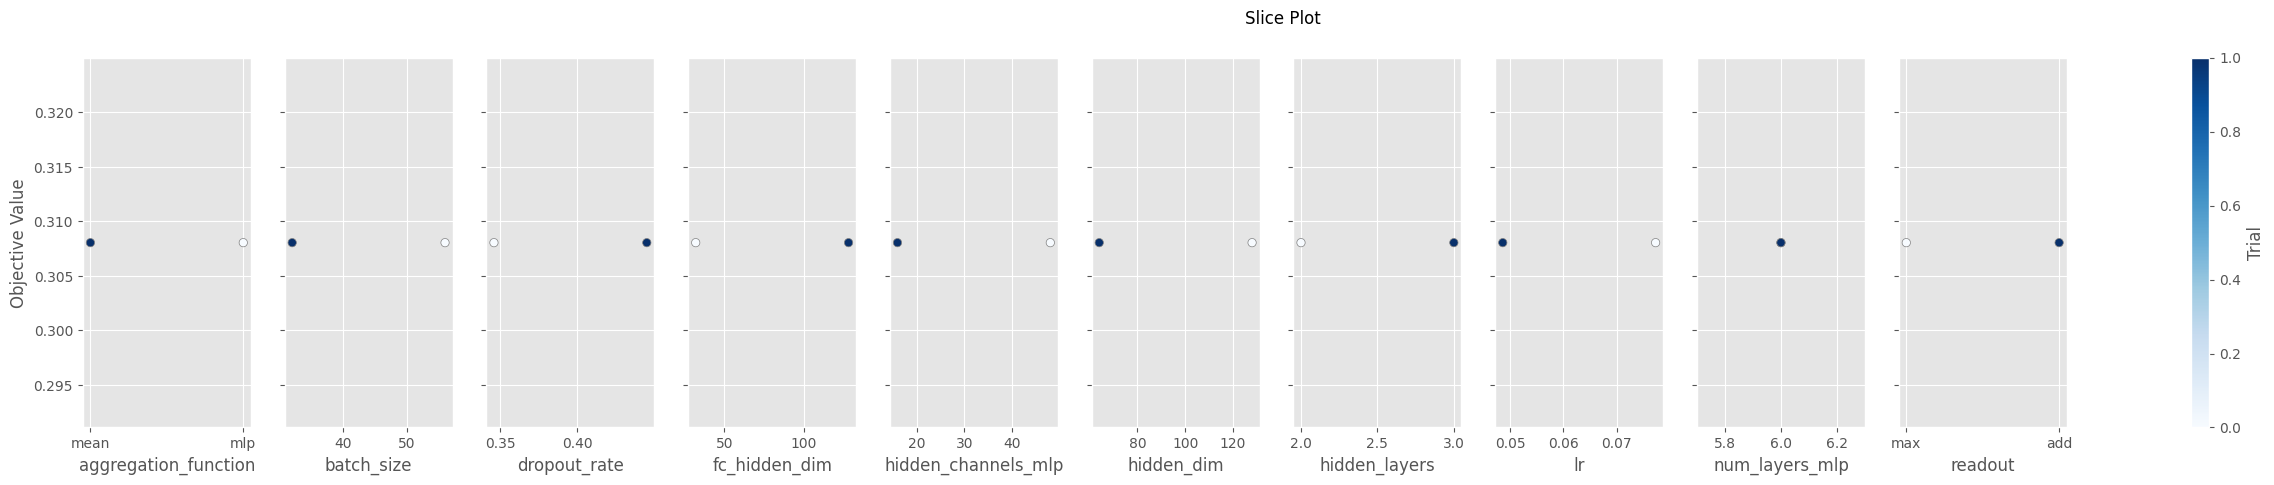 Slice Plot
Objective Value
0.320
0.315
0.310
0.305
0.300
0.295
mean mlp
aggregation_function
40 50
batch_size
0.35 0.40
dropout_rate
50 100
fc_hidden_dim
20 30 40
hidden_channels_mlp
80 100 120
hidden_dim
2.0 2.5 3.0
hidden_layers
0.05 0.06 0.07
lr
5.8 6.0 6.2
num_layers_mlp
max add
readout
1.0
0.8
0.6
0.4
0.2
0.0
Trial